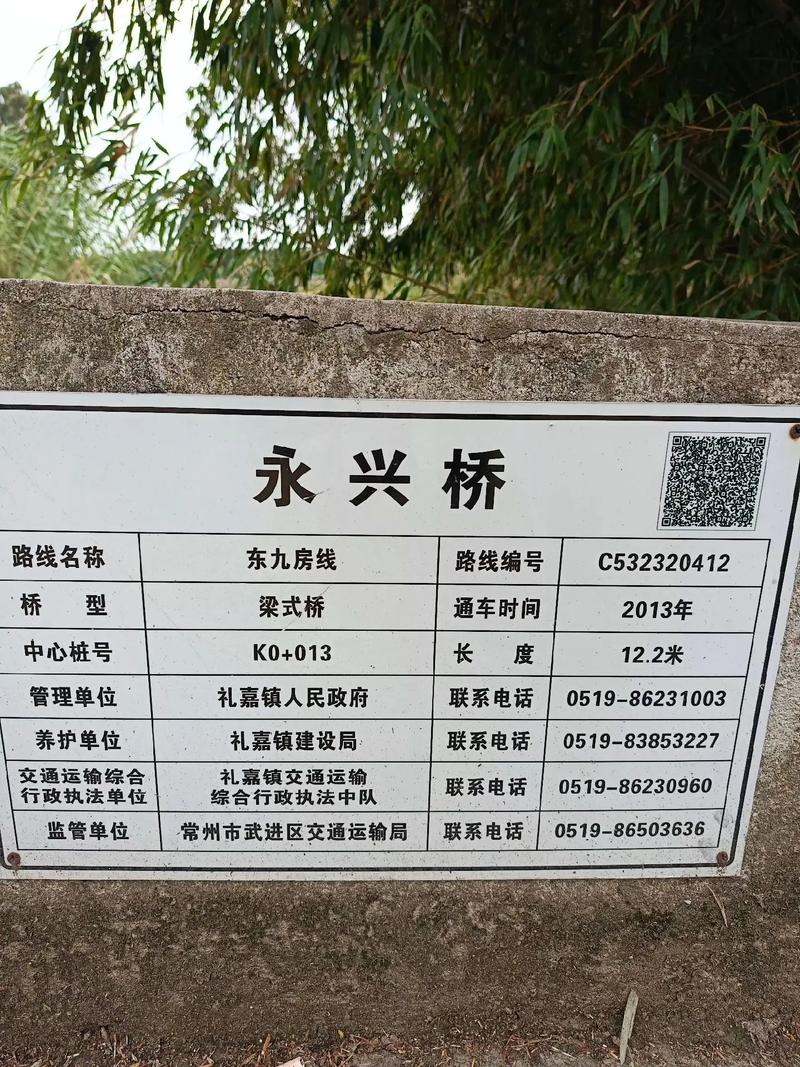 永兴桥
路线名称 东九房线 路线编号 C532320412
桥型 梁式桥 通车时间 2013年
中心桩号 K0+013 长度 12.2米
管理单位 礼嘉镇人民政府 联系电话 0519-86231003
养护单位 礼嘉镇建设局 联系电话 0519-83853227
交通运输综合行政执法单位 礼嘉镇交通运输综合行政执法中队 联系电话 0519-86230960
监管单位 常州市武进区交通运输局 联系电话 0519-86503636